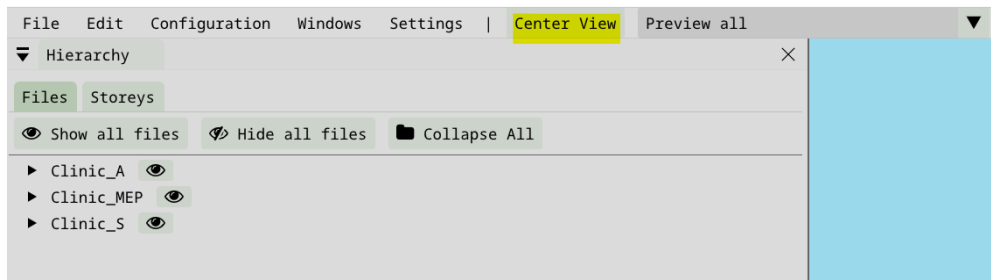 File Edit Configuration Windows Settings | Center View Preview all
Hierarchy
Files Storeys
Show all files Hide all files Collapse All
Clinic_A
Clinic_MEP
Clinic_S